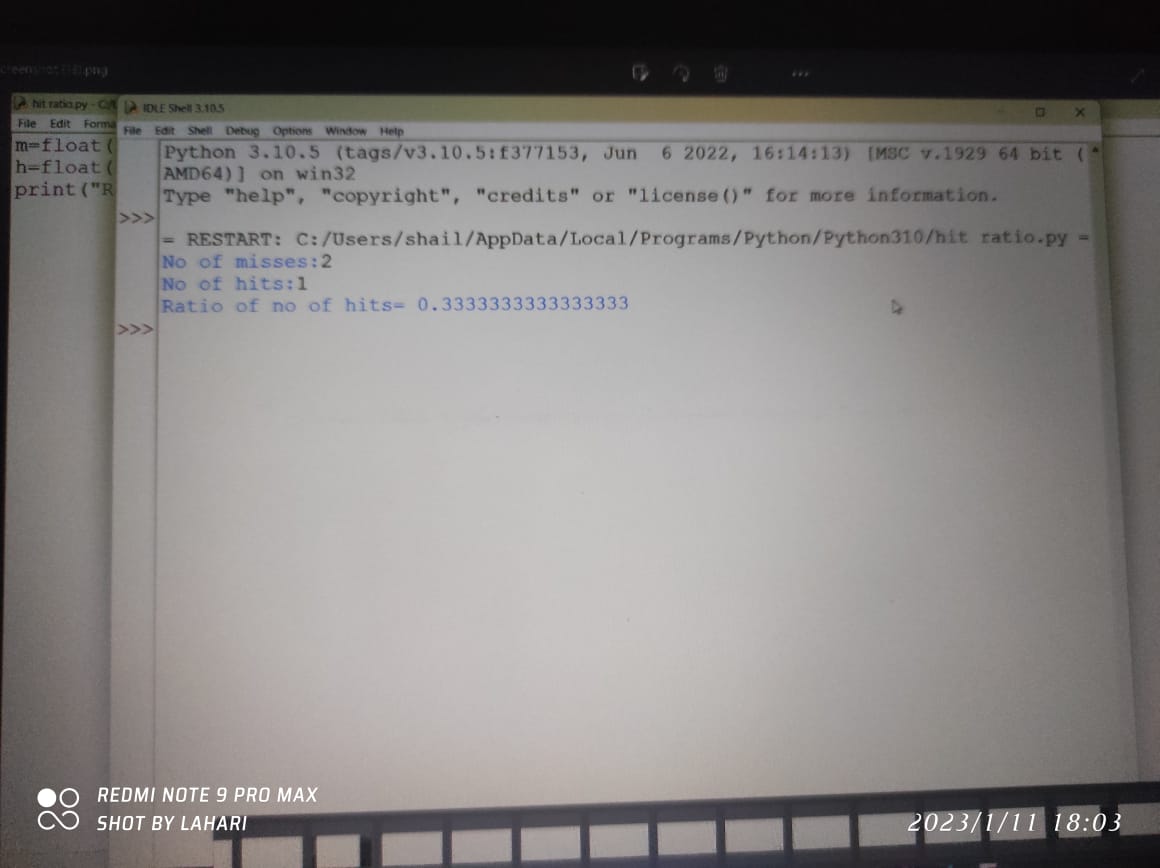 hit ratio.py - C:\
File Edit Forma
m=float(
h=float(
print("R
IDLE Shell 3.10.5
File Edit Shell Debug Options Window Help
Python 3.10.5 (tags/v3.10.5:f377153, Jun 6 2022, 16:14:13) [MSC v.1929 64 bit (
AMD64)] on win32
Type "help", "copyright", "credits" or "license()" for more information.
>>>
= RESTART: C:/Users/shail/AppData/Local/Programs/Python/Python310/hit ratio.py =
No of misses:2
No of hits:1
Ratio of no of hits= 0.3333333333333333
>>>
REDMI NOTE 9 PRO MAX
SHOT BY LAHARI
2023/1/11 18:03